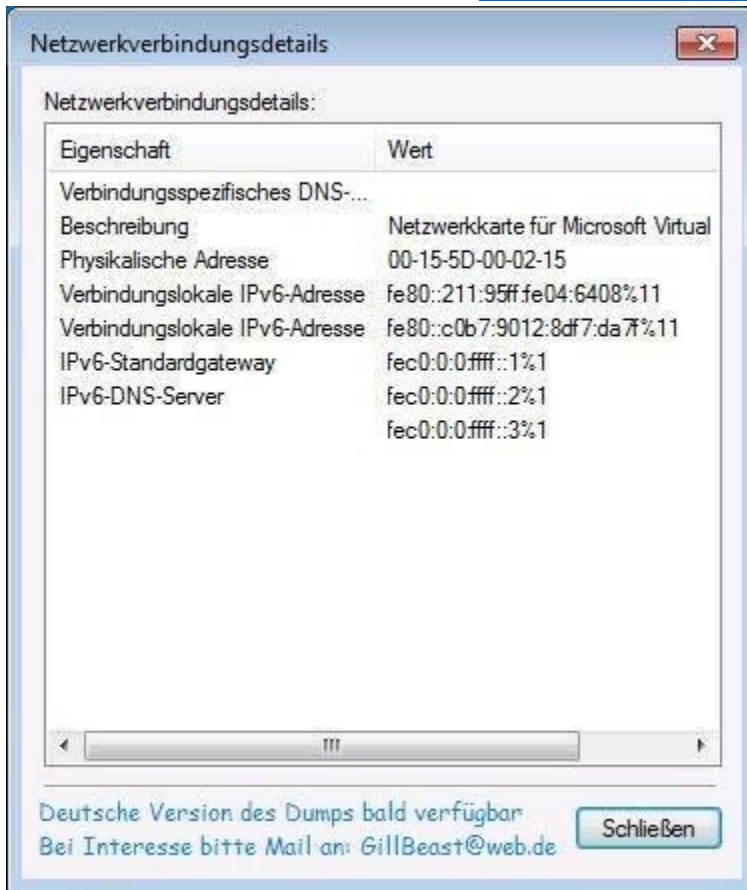 Netzwerkverbindungsdetails
Netzwerkverbindungsdetails:
Eigenschaft Wert
Verbindungsspezifisches DNS-...
Beschreibung Netzwerkkarte für Microsoft Virtual
Physikalische Adresse 00-15-5D-00-02-15
Verbindungslokale IPv6-Adresse fe80::211:95ff:fe04:6408%11
Verbindungslokale IPv6-Adresse fe80::c0b7:9012:8df7:da7f%11
IPv6-Standardgateway fec0:0:0:ffff::1%1
IPv6-DNS-Server fec0:0:0:ffff::2%1
fec0:0:0:ffff::3%1
Deutsche Version des Dumps bald verfügbar
Bei Interesse bitte Mail an: GillBeast@web.de
Schließen